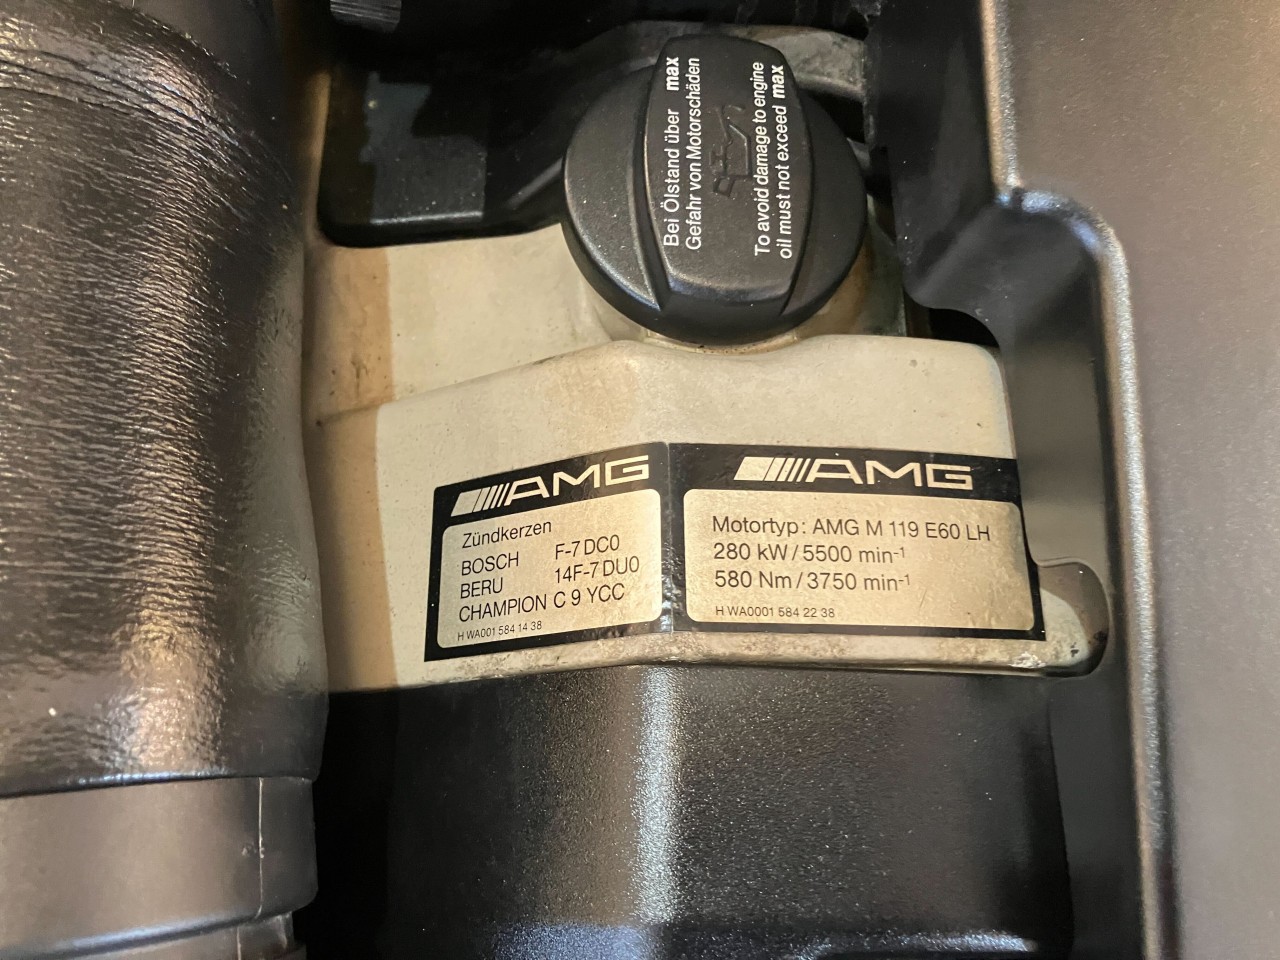 Bei Ölstand über max
Gefahr von Motorschäden
To avoid damage to engine
oil must not exceed max
AMG
Zündkerzen
BOSCH F-7 DC0
BERU 14F-7 DU0
CHAMPION C 9 YCC
H WA001 584 14 38
AMG
Motortyp: AMG M 119 E60 LH
280 kW/5500 min-1
580 Nm/3750 min-1
H WA0001 584 22 38